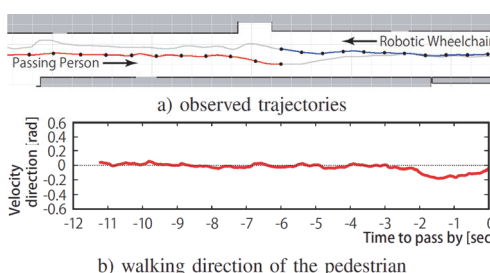 Robotic Wheelchair
Passing Person
a) observed trajectories
Velocity
direction [rad]
0.6
0.4
0.2
0
-0.2
-0.4
-0.6
-12 -11 -10 -9 -8 -7 -6 -5 -4 -3 -2 -1 0
Time to pass by [sec
b) walking direction of the pedestrian